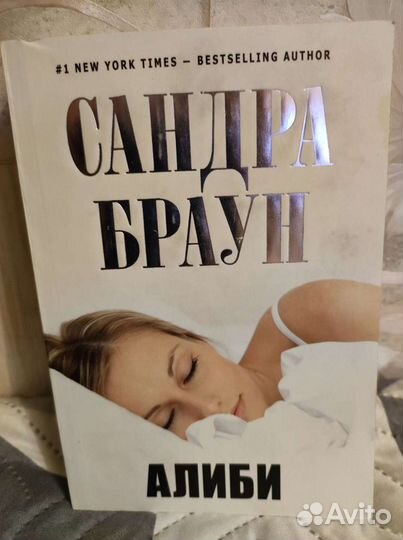 #1 NEW YORK TIMES – BESTSELLING AUTHOR
САНДРА
БРАУН
АЛИБИ
Avito